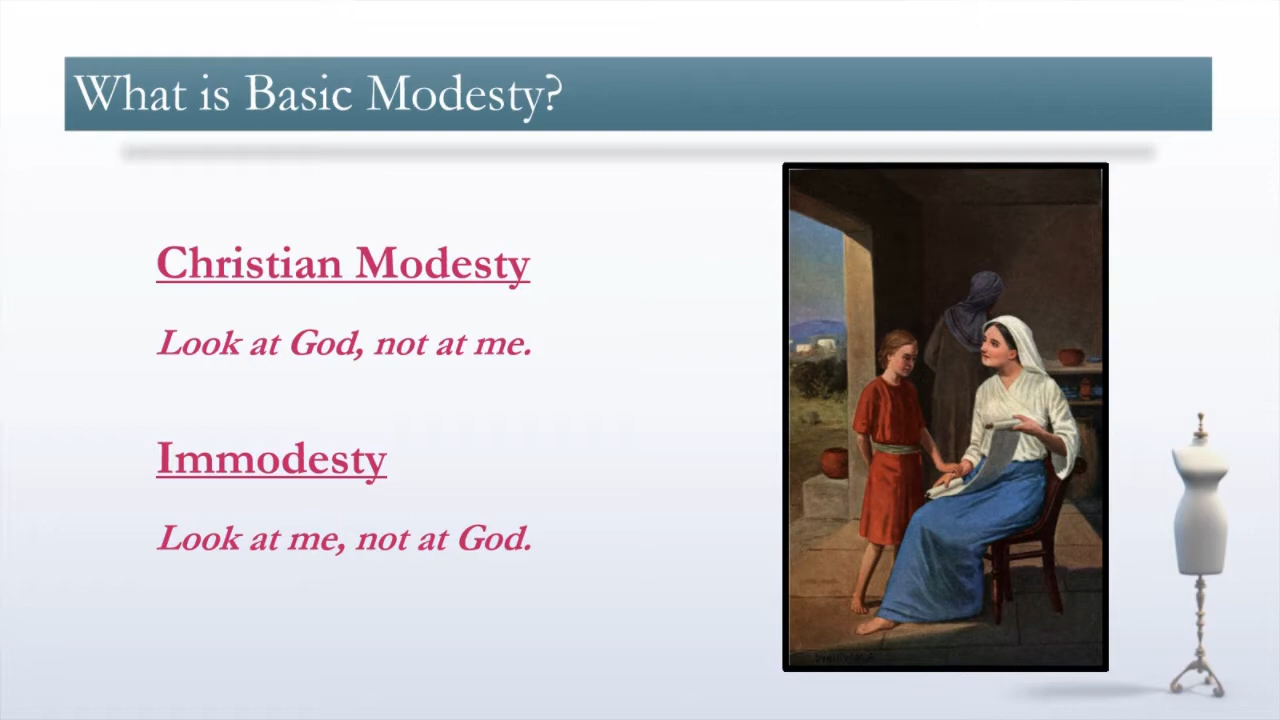 What is Basic Modesty?
Christian Modesty
Look at God, not at me.
Immodesty
Look at me, not at God.